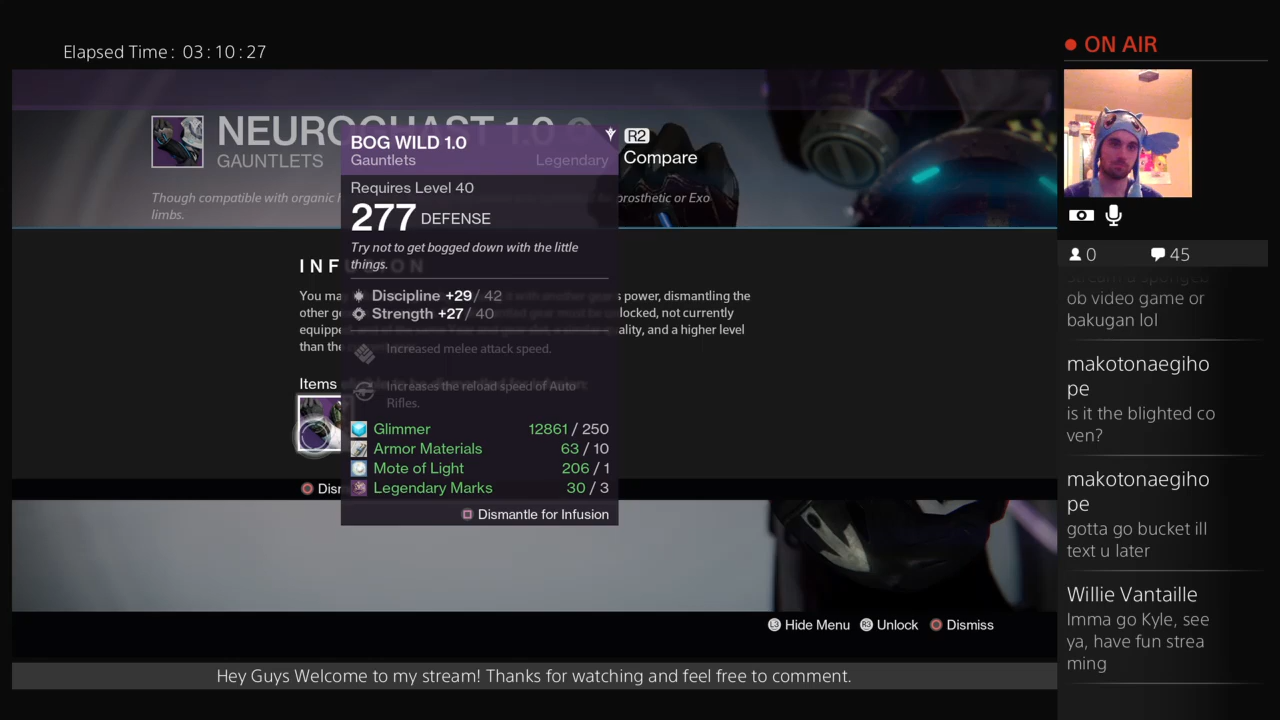 Elapsed Time: 03:10:27
ON AIR
NEUROGHAST 1.0
GAUNTLETS
Though compatible with organic
prosthetic or Exo
limbs.
BOG WILD 1.0
Gauntlets Legendary
R2
Compare
Requires Level 40
277 DEFENSE
Try not to get bogged down with the little
things.
INFUSION
You ma
s power, dismantling the
other ge
locked, not currently
equippe
ality, and a higher level
than the
Discipline +29/ 42
Strength +27/ 40
Increased melee attack speed.
Items
Increases the reload speed of Auto
Rifles.
Glimmer 12861 / 250
Armor Materials 63 / 10
Mote of Light 206 / 1
Legendary Marks 30 / 3
Dism
Dismantle for Infusion
L3 Hide Menu R3 Unlock Dismiss
Hey Guys Welcome to my stream! Thanks for watching and feel free to comment.
0 45
ob video game or
bakugan lol
makotonaegiho
pe
is it the blighted co
ven?
makotonaegiho
pe
gotta go bucket ill
text u later
Willie Vantaille
Imma go Kyle, see
ya, have fun strea
ming